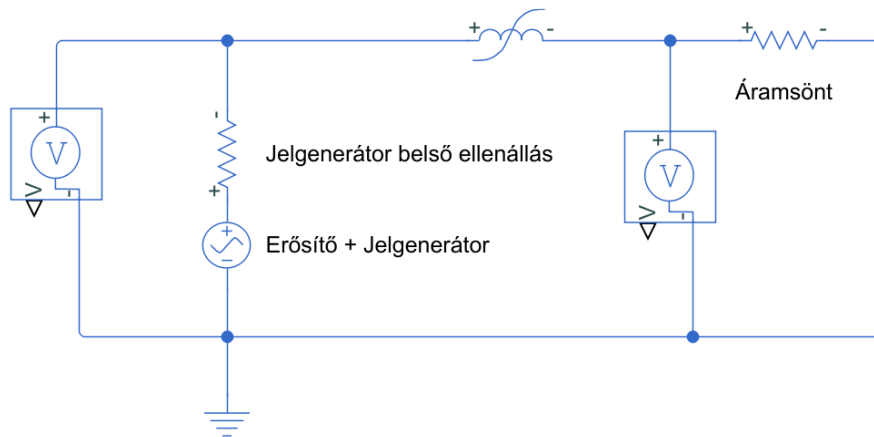 +
-
+
-
Áramsönt
-
+
V
V
-
Jelgenerátor belső ellenállás
+
+
V
V
-
+
-
Erősítő + Jelgenerátor